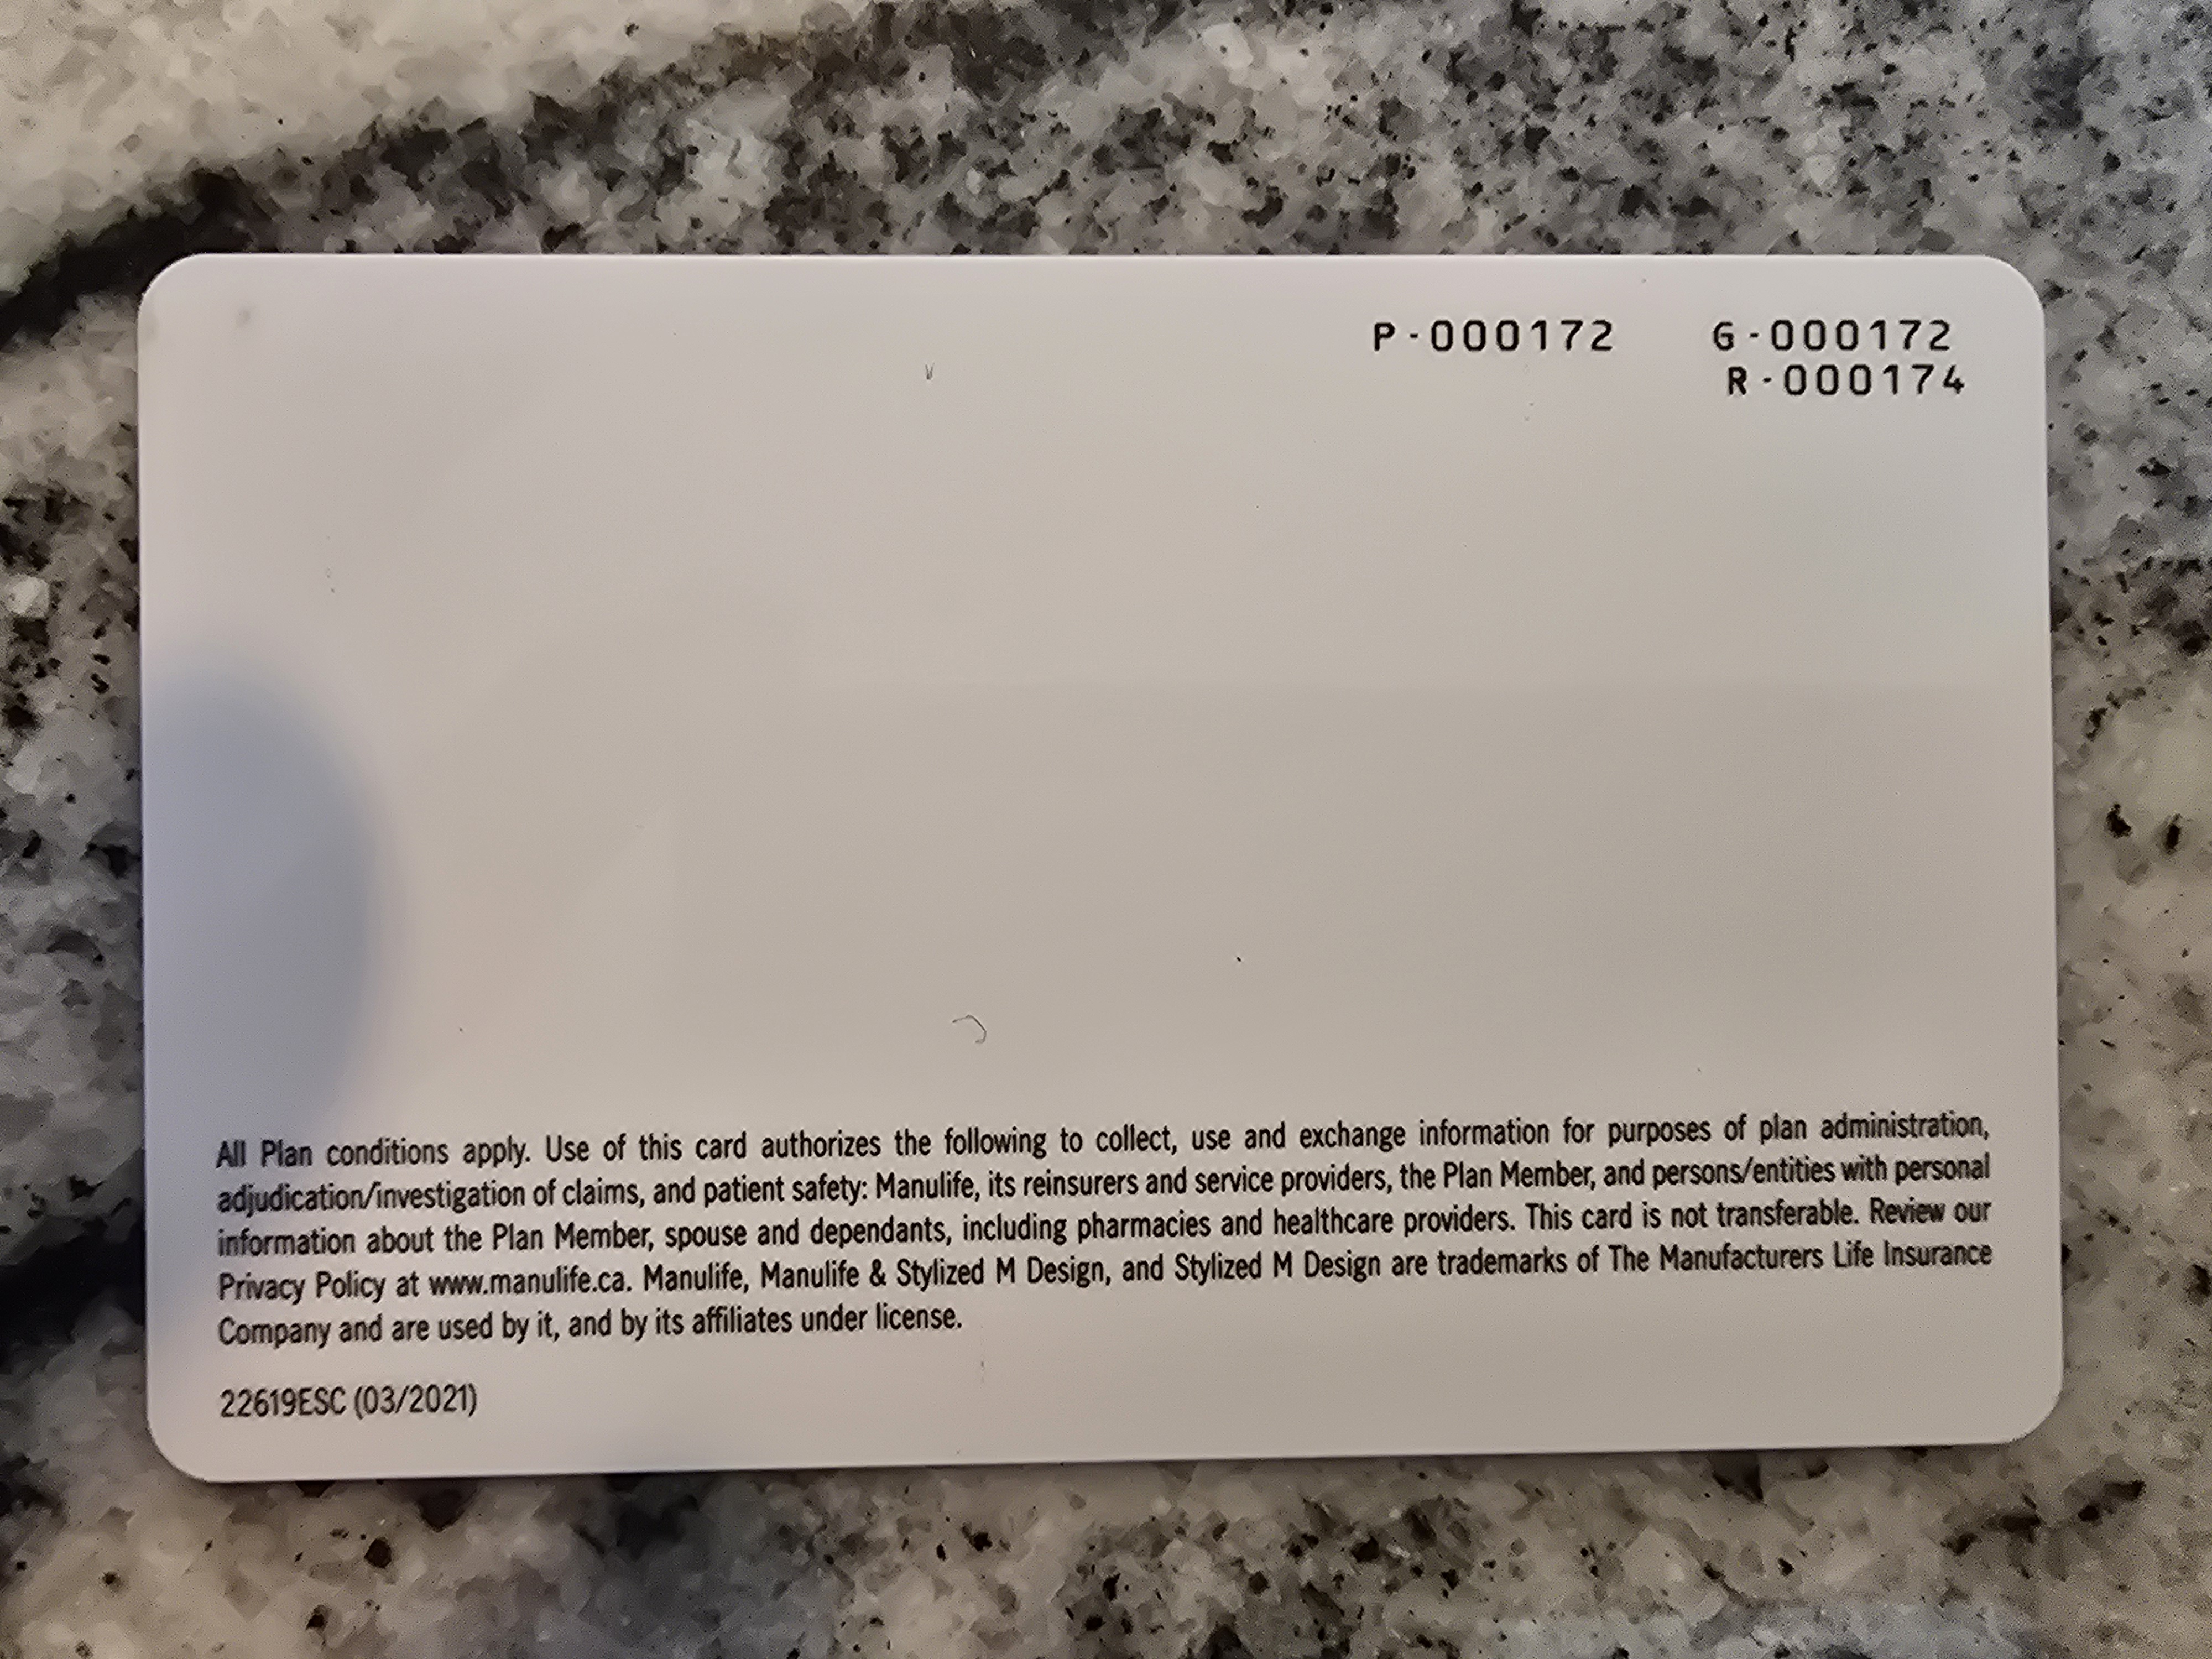 P-000172 G-000172
R-000174
All Plan conditions apply. Use of this card authorizes the following to collect, use and exchange information for purposes of plan administration,
adjudication/investigation of claims, and patient safety: Manulife, its reinsurers and service providers, the Plan Member, and persons/entities with personal
information about the Plan Member, spouse and dependants, including pharmacies and healthcare providers. This card is not transferable. Review our
Privacy Policy at www.manulife.ca. Manulife, Manulife & Stylized M Design, and Stylized M Design are trademarks of The Manufacturers Life Insurance
Company and are used by it, and by its affiliates under license.
22619ESC (03/2021)